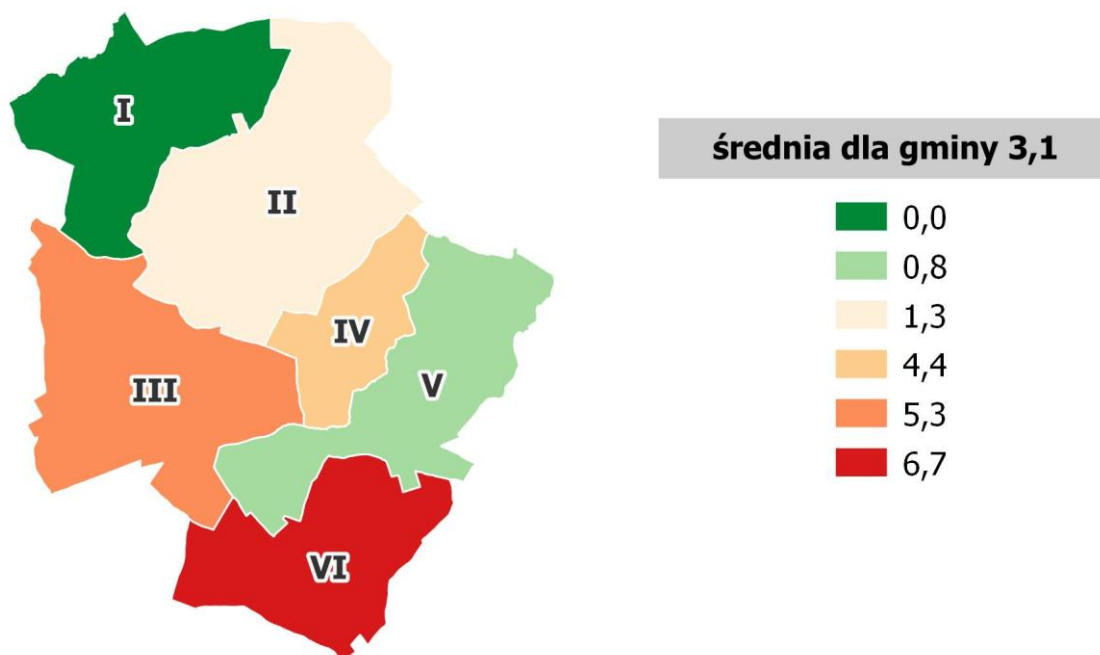 I
II
III
IV
V
VI
średnia dla gminy 3,1
0,0
0,8
1,3
4,4
5,3
6,7